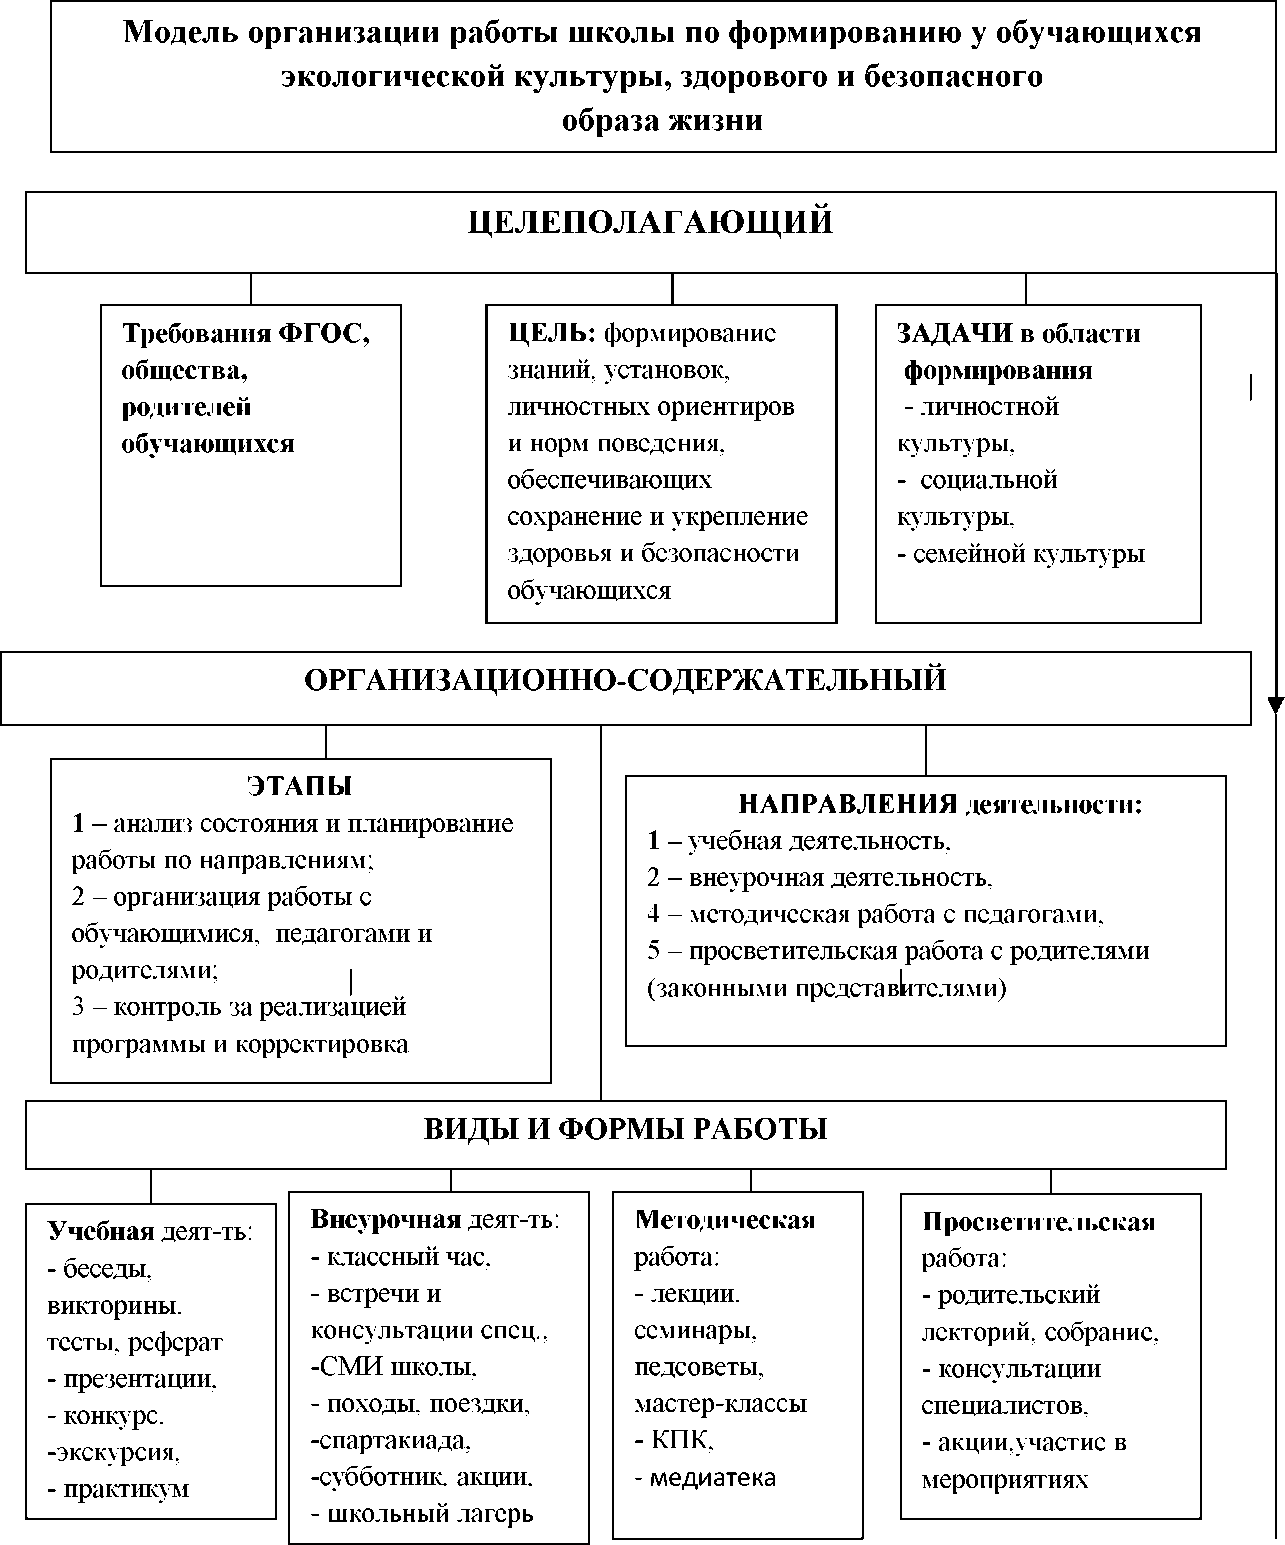 Модель организации работы школы по формированию у обучающихся
экологической культуры, здорового и безопасного
образа жизни
ЦЕЛЕПОЛАГАЮЩИЙ
Требования ФГОС,
общества,
родителей
обучающихся
ЦЕЛЬ: формирование
знаний, установок,
личностных ориентиров
и норм поведения,
обеспечивающих
сохранение и укрепление
здоровья и безопасности
обучающихся
ЗАДАЧИ в области
формирования
- личностной
культуры,
- социальной
культуры,
- семейной культуры
ОРГАНИЗАЦИОННО-СОДЕРЖАТЕЛЬНЫЙ
ЭТАПЫ
1 – анализ состояния и планирование
работы по направлениям;
2 – организация работы с
обучающимися, педагогами и
родителями;
3 – контроль за реализацией
программы и корректировка
НАПРАВЛЕНИЯ деятельности:
1 – учебная деятельность,
2 – внеурочная деятельность,
4 – методическая работа с педагогами,
5 – просветительская работа с родителями
(законными представителями)
ВИДЫ И ФОРМЫ РАБОТЫ
Учебная деят-ть:
- беседы,
викторины.
тесты, реферат
- презентации,
- конкурс.
-экскурсия,
- практикум
Внеурочная деят-ть:
- классный час,
- встречи и
консультации спец.,
-СМИ школы,
- походы, поездки,
-спартакиада,
-субботник, акции,
- школьный лагерь
Методическая
работа:
- лекции.
семинары,
педсоветы,
мастер-классы
- КПК,
- медиатека
Просветительская
работа:
- родительский
лекторий, собрание,
- консультации
специалистов,
- акции,участие в
мероприятиях